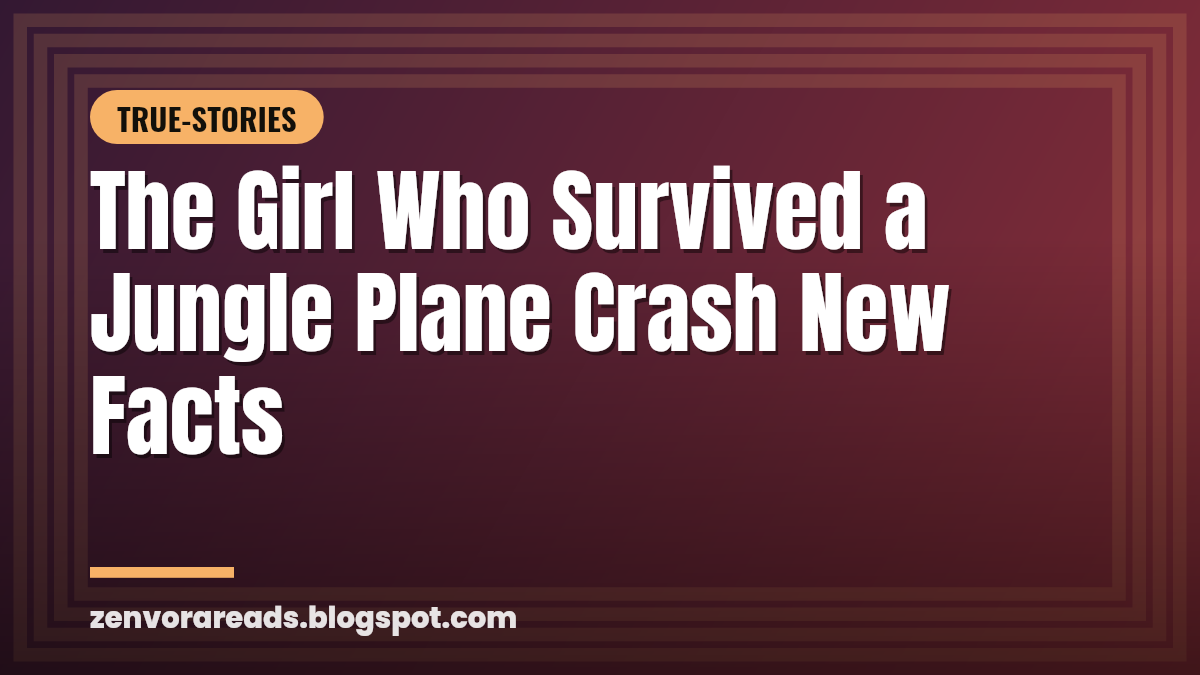 TRUE-STORIES
The Girl Who Survived a
Jungle Plane Crash New
Facts
zenvorareads.blogspot.com